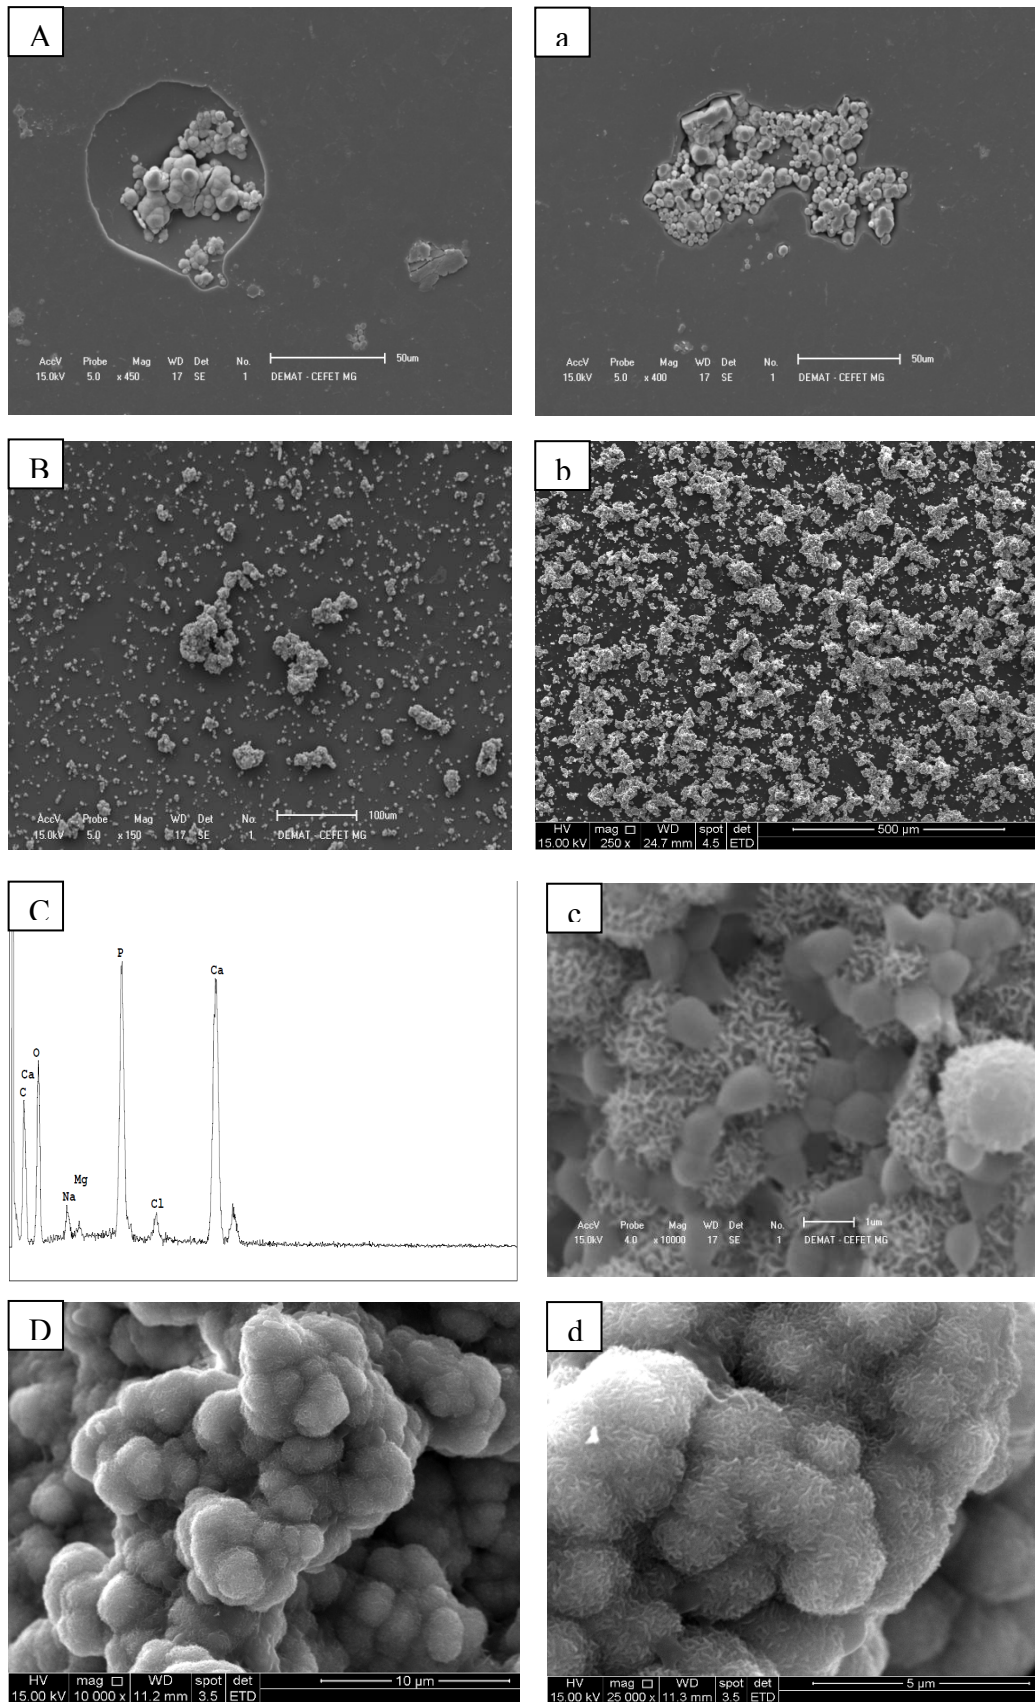 A
AccV Probe Mag WD Det No. 50um
15.0kV 5.0 x 450 17 SE 1 DEMAT - CEFET MG
a
AccV Probe Mag WD Det No. 50um
15.0kV 5.0 x 400 17 SE 1 DEMAT - CEFET MG
B
AccV Probe Mag WD Det No. 100um
15.0kV 5.0 x 150 17 SE 1 DEMAT - CEFET MG
b
HV mag WD spot det 500 µm
15.00 kV 250 x 24.7 mm 4.5 ETD
C
P
Ca
O
Ca
C
Mg
Na
Cl
c
AccV Probe Mag WD Det No. 1um
15.0kV 4.0 x 10000 17 SE 1 DEMAT - CEFET MG
D
HV mag WD spot det 10 µm
15.00 kV 10 000 x 11.2 mm 3.5 ETD
d
HV mag WD spot det 5 µm
15.00 kV 25 000 x 11.3 mm 3.5 ETD